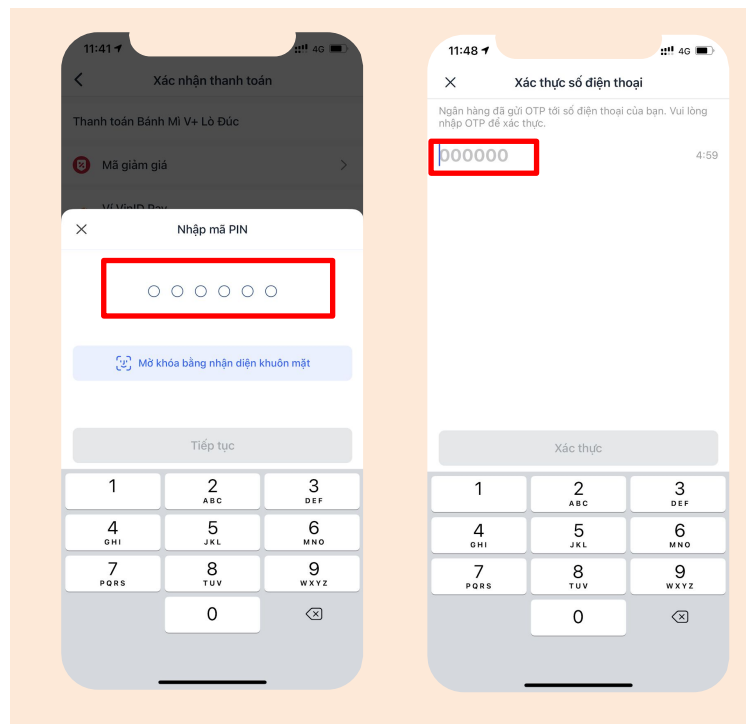 11:41
4G
Xác nhận thanh toán
Thanh toán Bánh Mì V+ Lò Đúc
Mã giảm giá
Ví VinID Pay
Nhập mã PIN
Mở khóa bằng nhận diện khuôn mặt
Tiếp tục
1
2
ABC
3
DEF
4
GHI
5
JKL
6
MNO
7
PQRS
8
TUV
9
WXYZ
0
11:48
4G
Xác thực số điện thoại
Ngân hàng đã gửi OTP tới số điện thoại của bạn. Vui lòng
nhập OTP để xác thực.
000000
4:59
Xác thực
1
2
ABC
3
DEF
4
GHI
5
JKL
6
MNO
7
PQRS
8
TUV
9
WXYZ
0